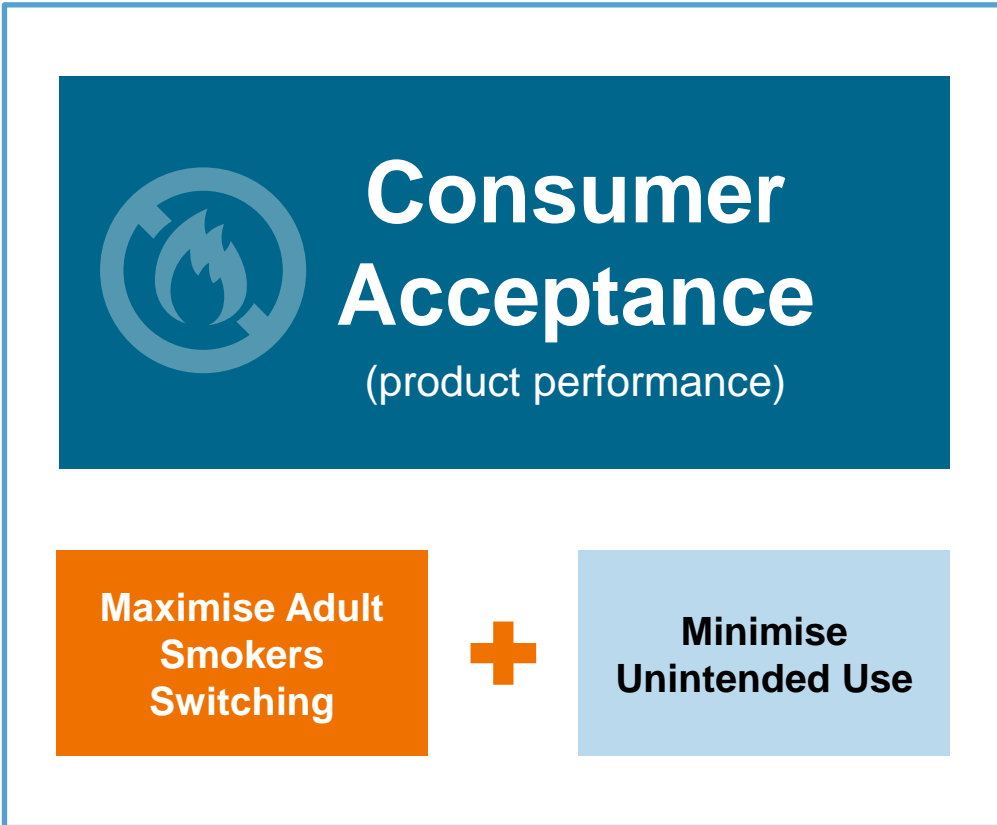 Consumer
Acceptance
(product performance)
Maximise Adult
Smokers
Switching
Minimise
Unintended Use